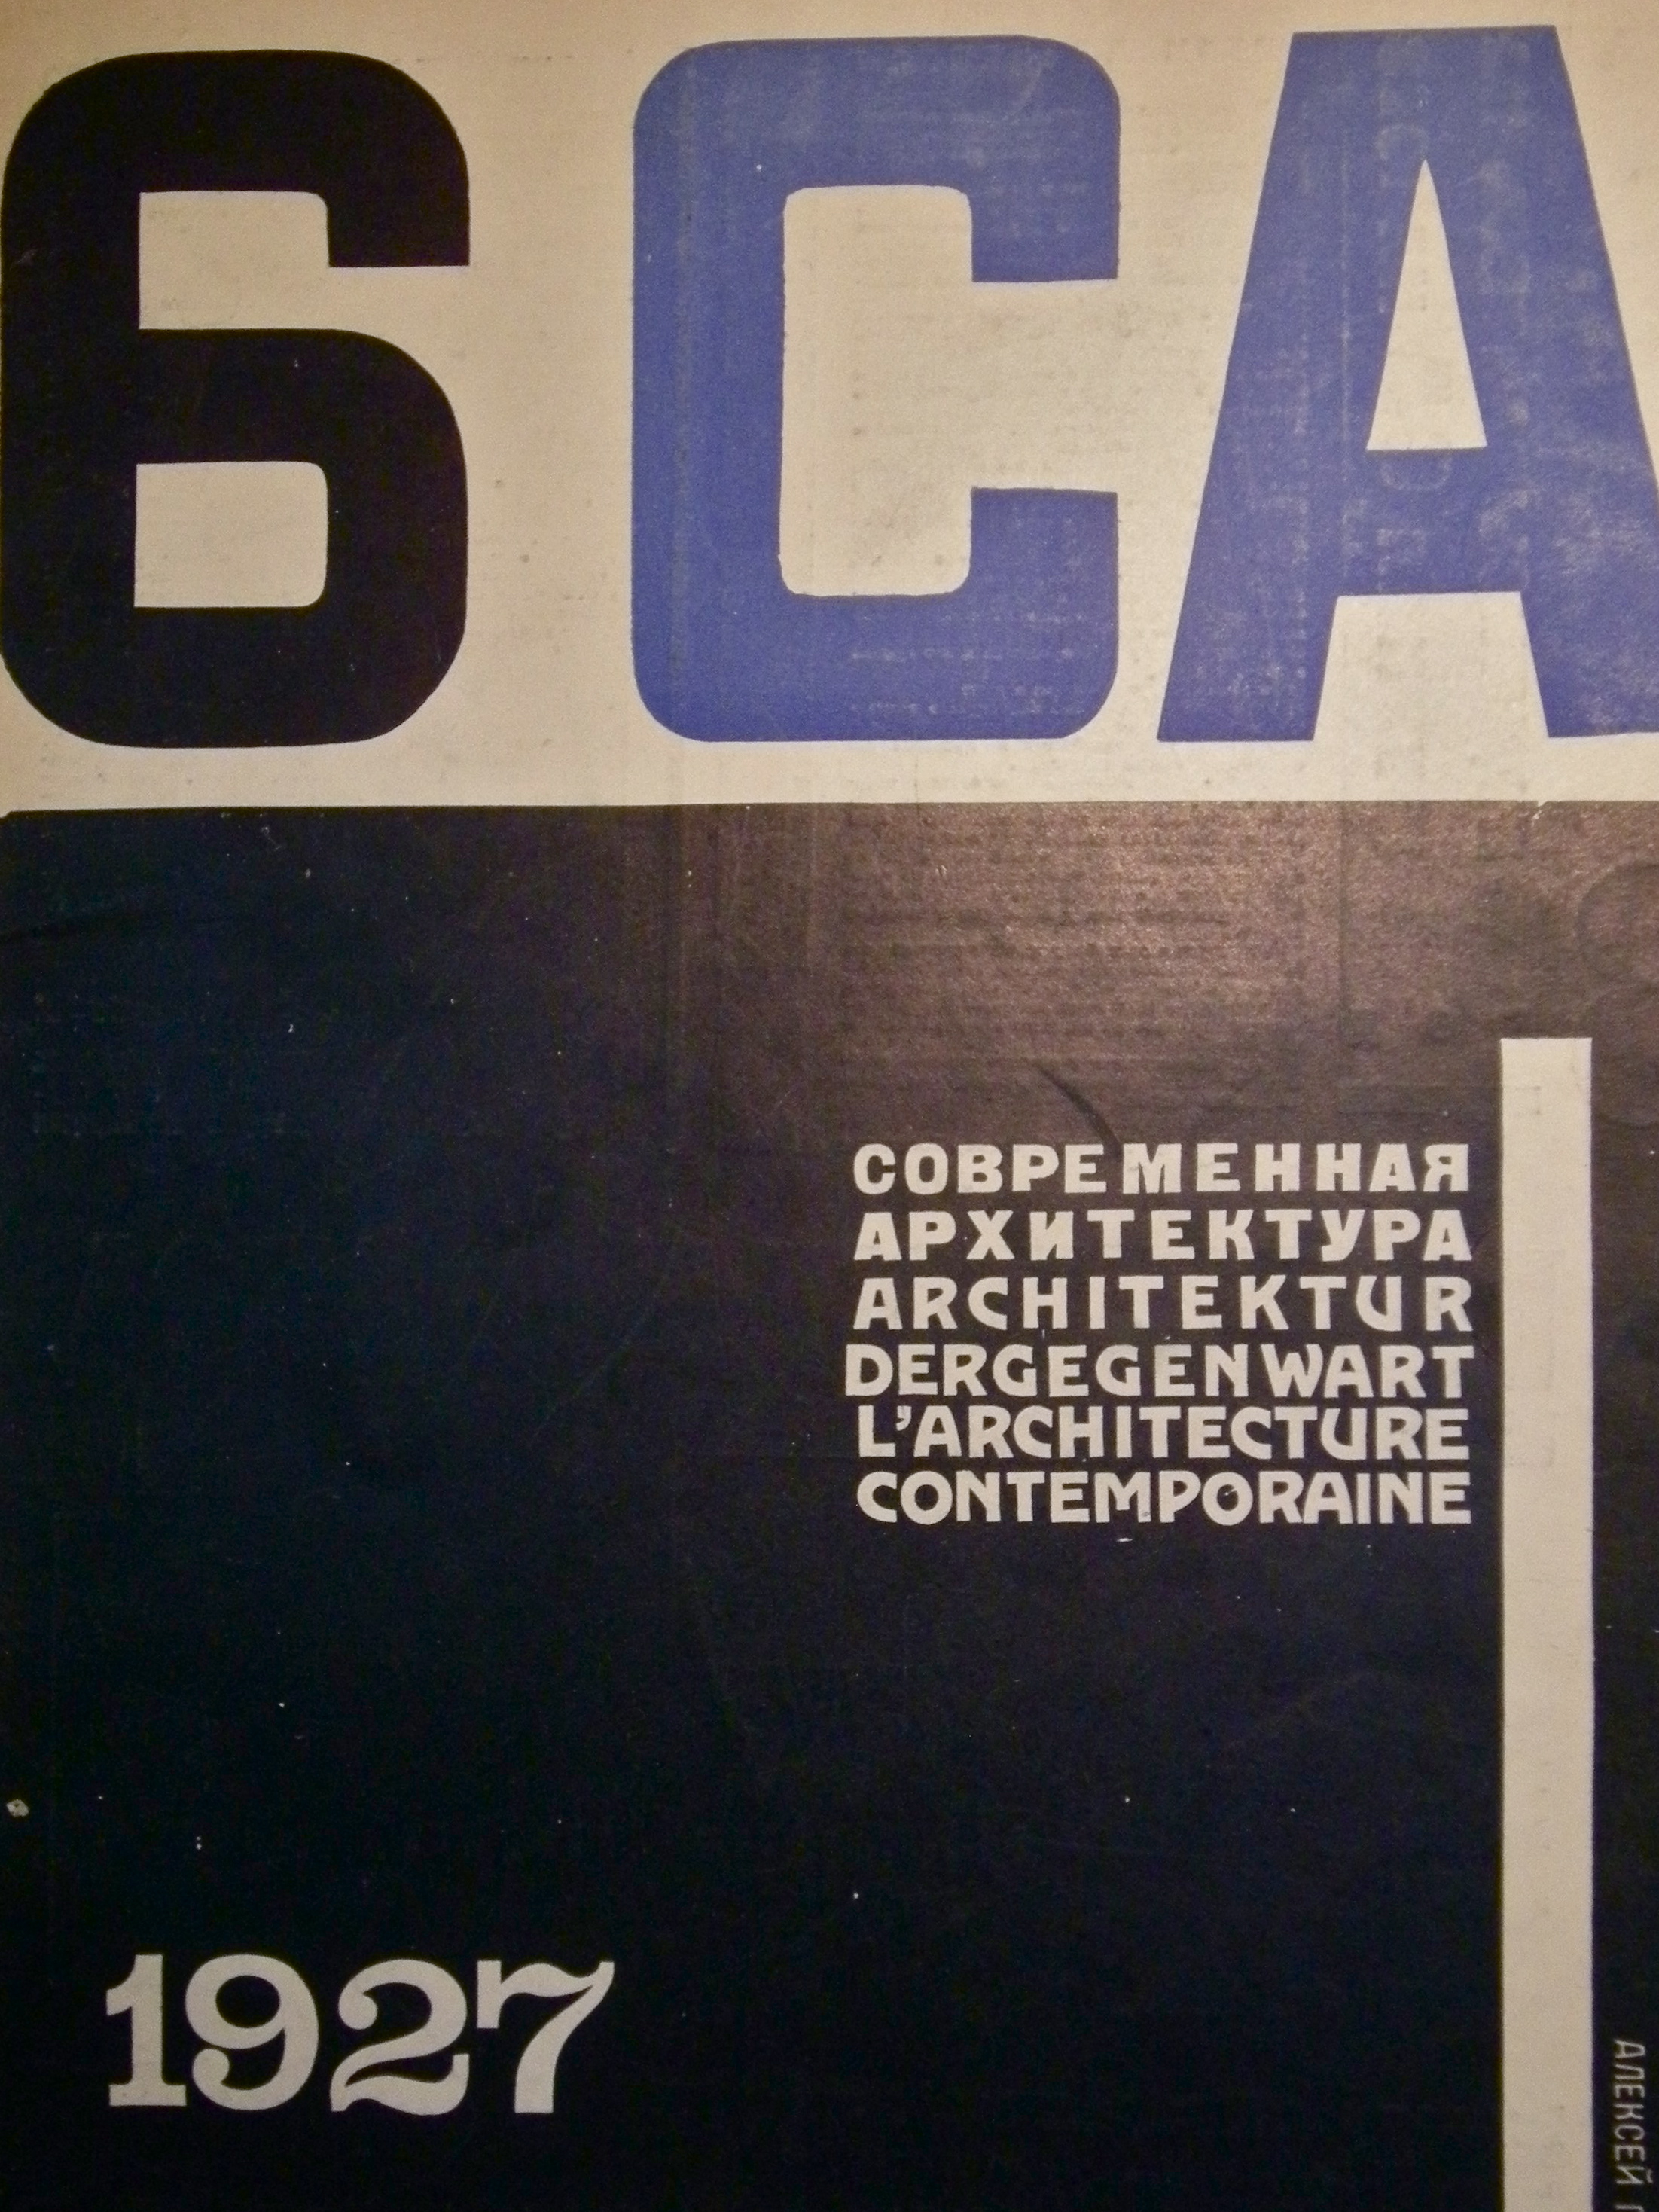 6 СА
СОВРЕМЕННАЯ
АРХИТЕКТУРА
ARCHITEKTUR
DERGEGENWART
L'ARCHITECTURE
CONTEMPORAINE
1927
АЛЕКСЕЙ